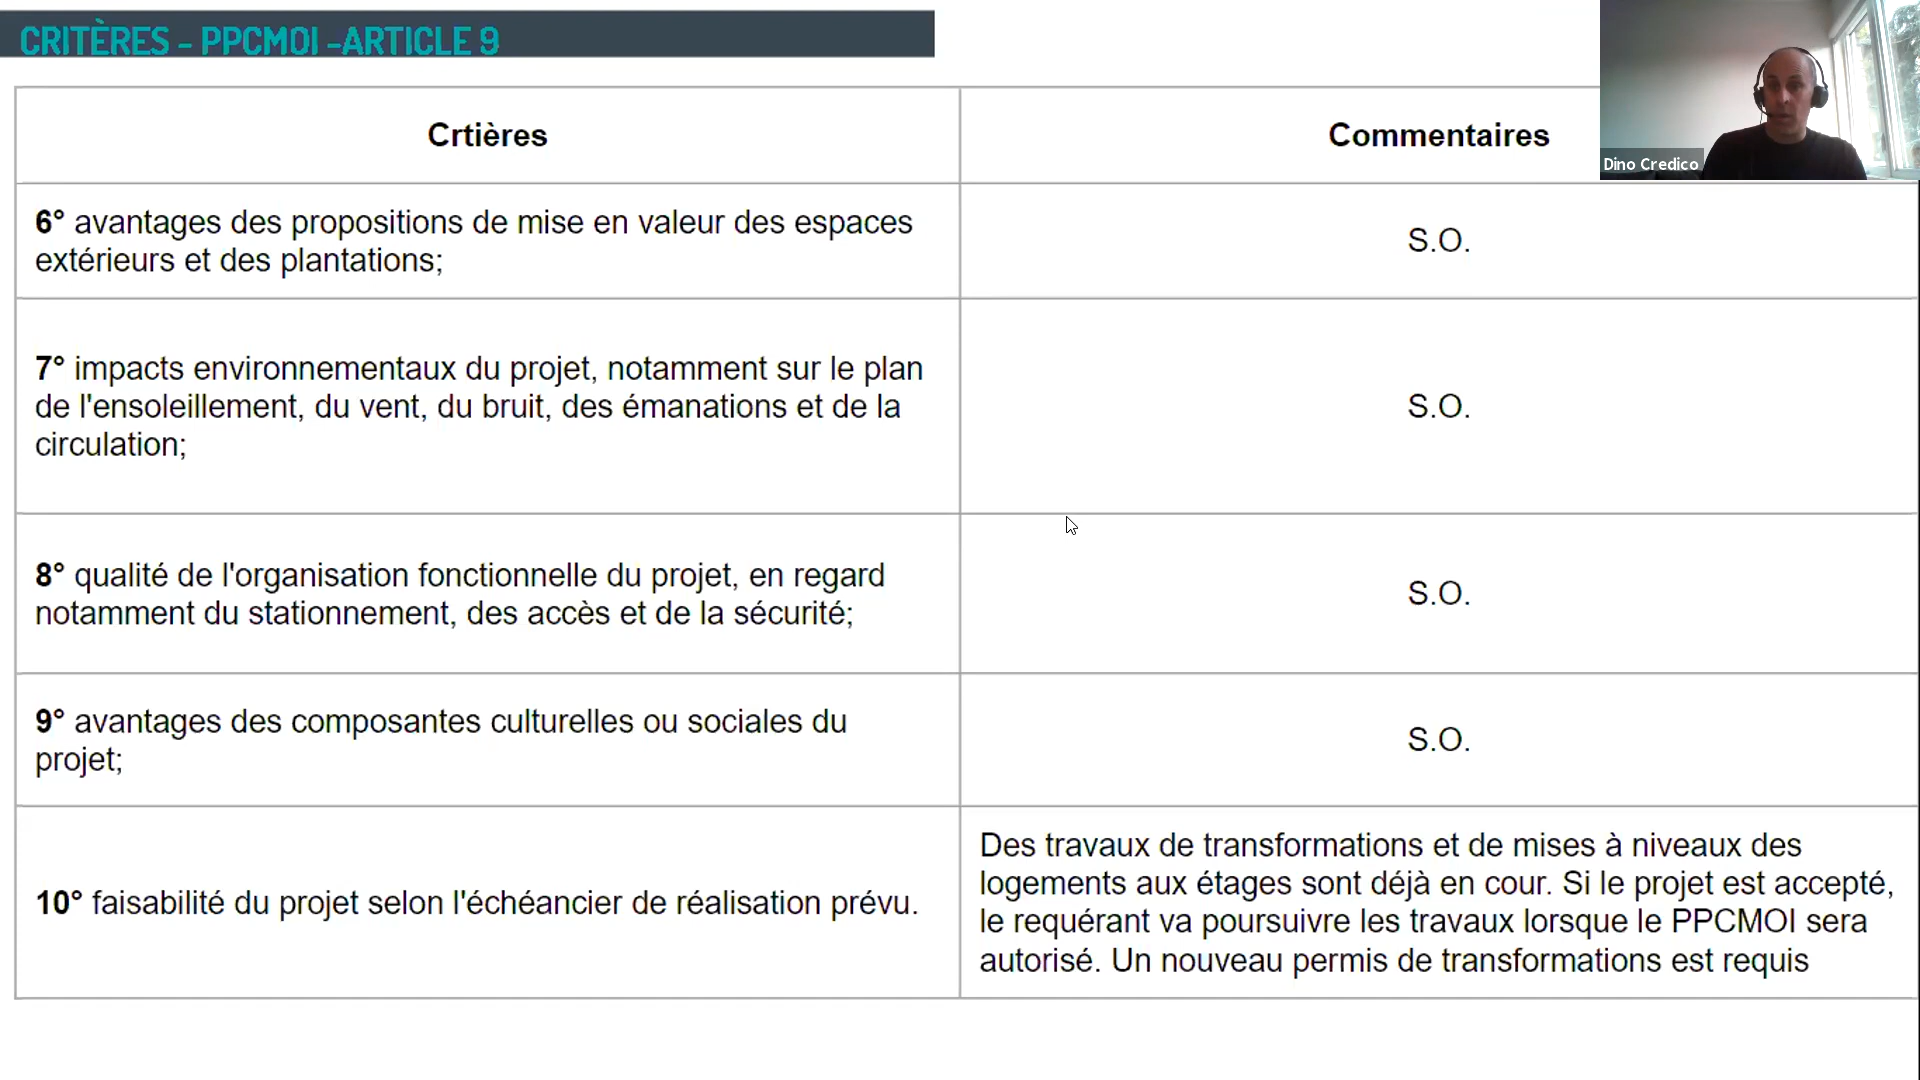 CRITÈRES - PPCMOI -ARTICLE 9
Crtières
Commentaires
Dino Credico
6° avantages des propositions de mise en valeur des espaces
extérieurs et des plantations;
S.O.
7° impacts environnementaux du projet, notamment sur le plan
de l'ensoleillement, du vent, du bruit, des émanations et de la
circulation;
S.O.
8° qualité de l'organisation fonctionnelle du projet, en regard
notamment du stationnement, des accès et de la sécurité;
S.O.
9° avantages des composantes culturelles ou sociales du
projet;
S.O.
10° faisabilité du projet selon l'échéancier de réalisation prévu.
Des travaux de transformations et de mises à niveaux des
logements aux étages sont déjà en cour. Si le projet est accepté,
le requérant va poursuivre les travaux lorsque le PPCMOI sera
autorisé. Un nouveau permis de transformations est requis